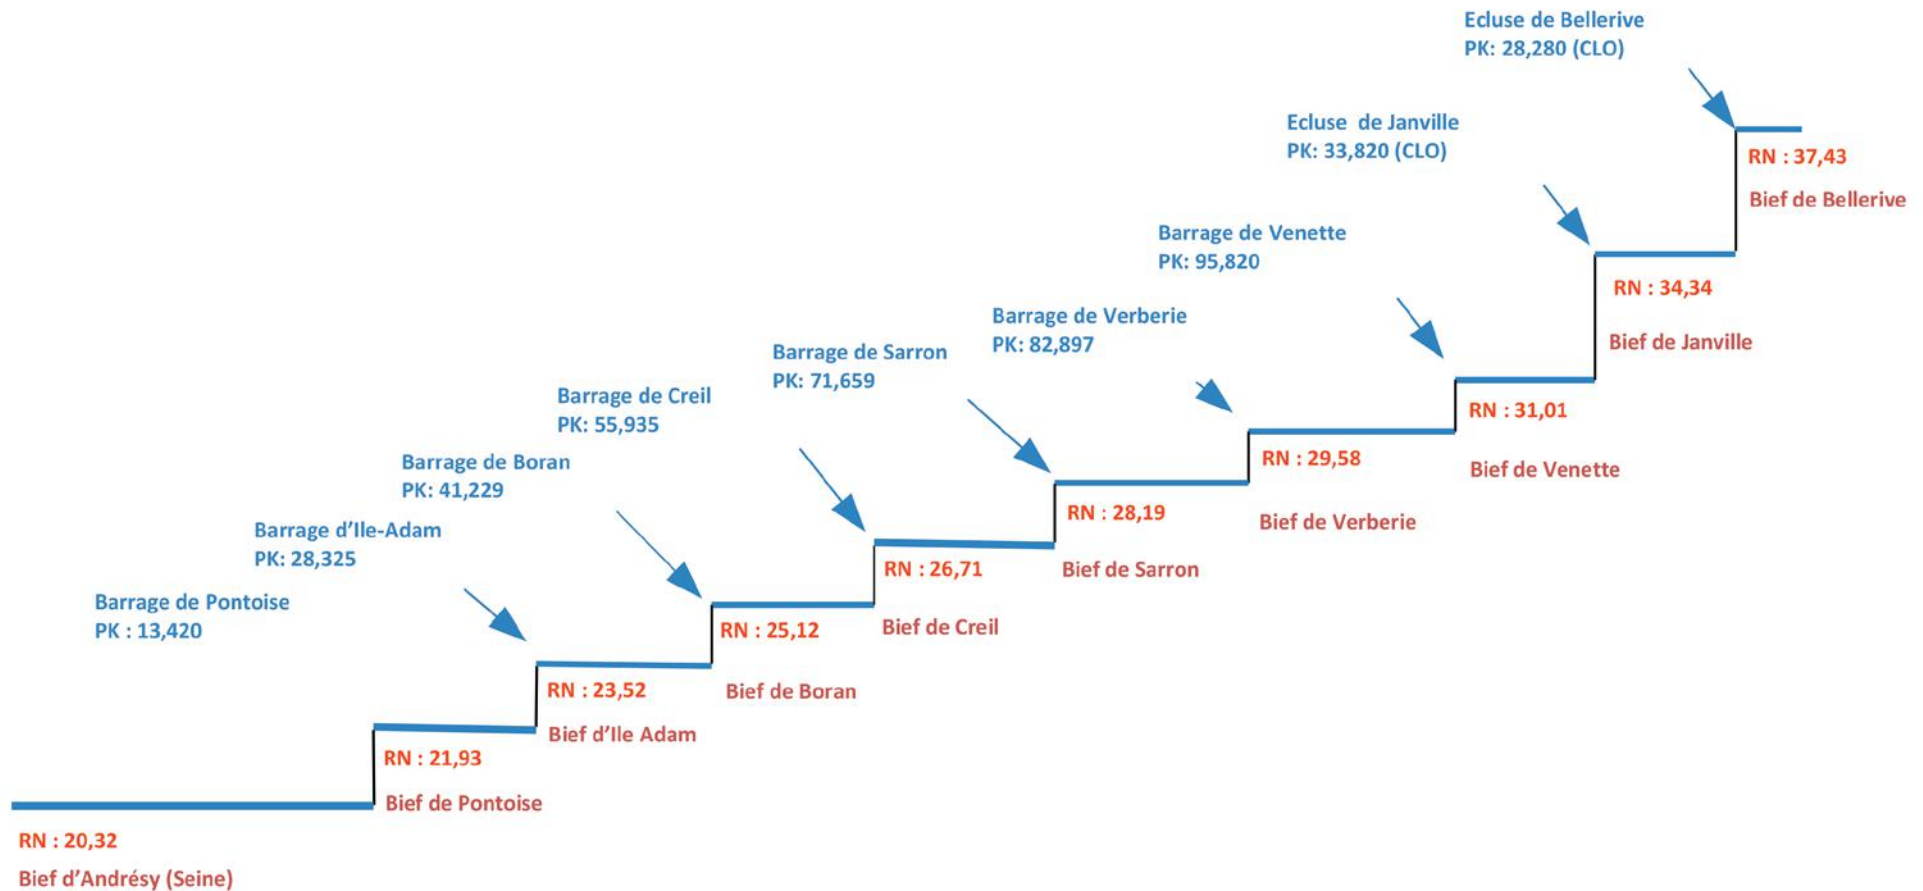 Ecluse de Bellerive
PK: 28,280 (CLO)
Ecluse de Janville
PK: 33,820 (CLO)
RN : 37,43
Bief de Bellerive
Barrage de Venette
PK: 95,820
RN : 34,34
Bief de Janville
Barrage de Verberie
PK: 82,897
Barrage de Sarron
PK: 71,659
RN : 31,01
Bief de Venette
Barrage de Creil
PK: 55,935
RN : 29,58
Bief de Verberie
Barrage de Boran
PK: 41,229
RN : 28,19
Bief de Sarron
Barrage d’Ile-Adam
PK: 28,325
RN : 26,71
Bief de Creil
Barrage de Pontoise
PK : 13,420
RN : 25,12
Bief de Boran
RN : 23,52
Bief d’Ile Adam
RN : 21,93
Bief de Pontoise
RN : 20,32
Bief d’Andrésy (Seine)